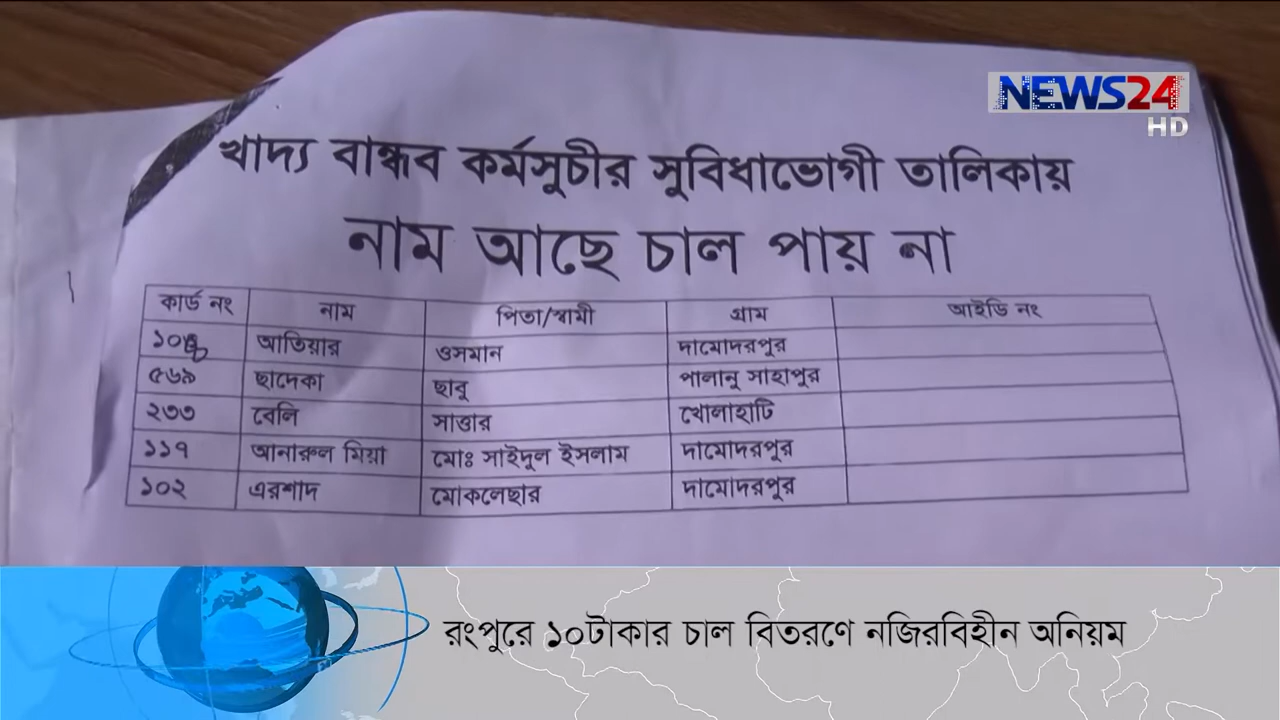 NEWS24
HD
খাদ্য বান্ধব কর্মসুচীর সুবিধাভোগী তালিকায়
নাম আছে চাল পায় না
কার্ড নং নাম পিতা/স্বামী গ্রাম আইডি নং
আতিয়ার ওসমান দামোদরপুর
৫৬৯ ছাদেকা ছাবু পালানু সাহাপুর
২৩৩ বেলি সাত্তার খোলাহাটি
১১৭ আনারুল মিয়া মোঃ সাইদুল ইসলাম দামোদরপুর
১০২ এরশাদ মোকলেছার দামোদরপুর
রংপুরে ১০টাকার চাল বিতরণে নজিরবিহীন অনিয়ম